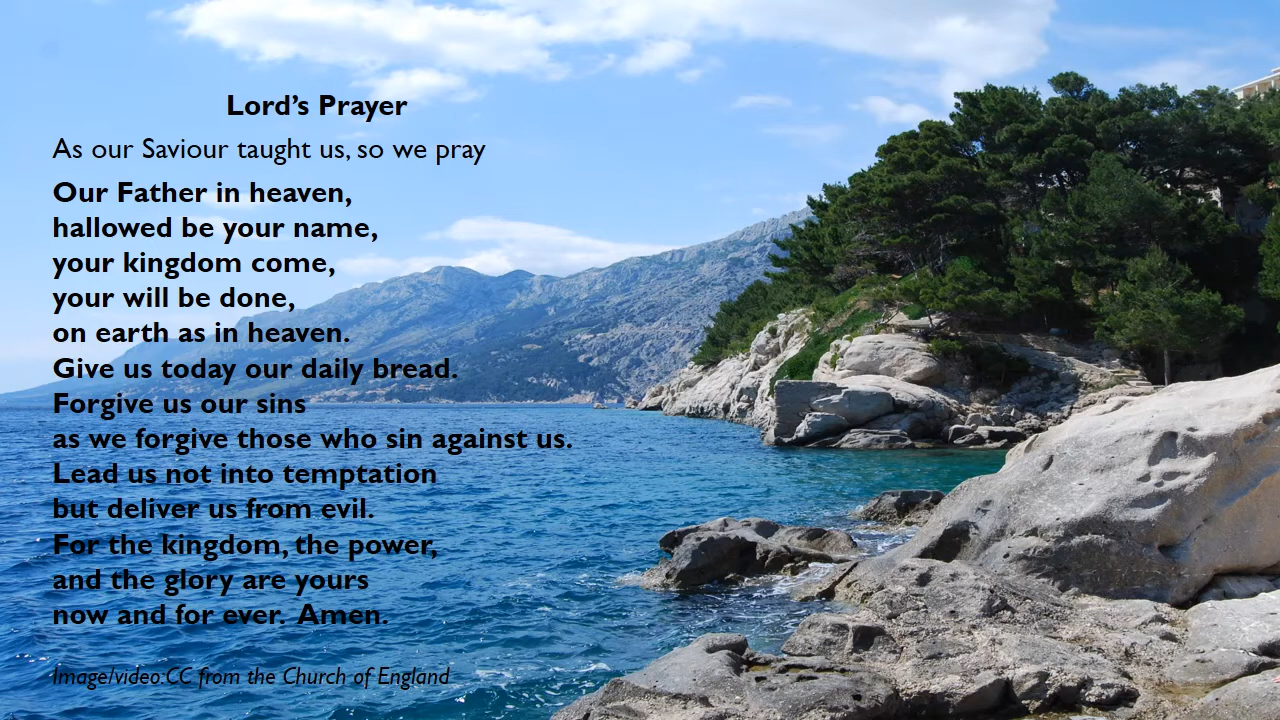 Lord’s Prayer
As our Saviour taught us, so we pray
Our Father in heaven,
hallowed be your name,
your kingdom come,
your will be done,
on earth as in heaven.
Give us today our daily bread.
Forgive us our sins
as we forgive those who sin against us.
Lead us not into temptation
but deliver us from evil.
For the kingdom, the power,
and the glory are yours
now and for ever. Amen.
Image/video:CC from the Church of England